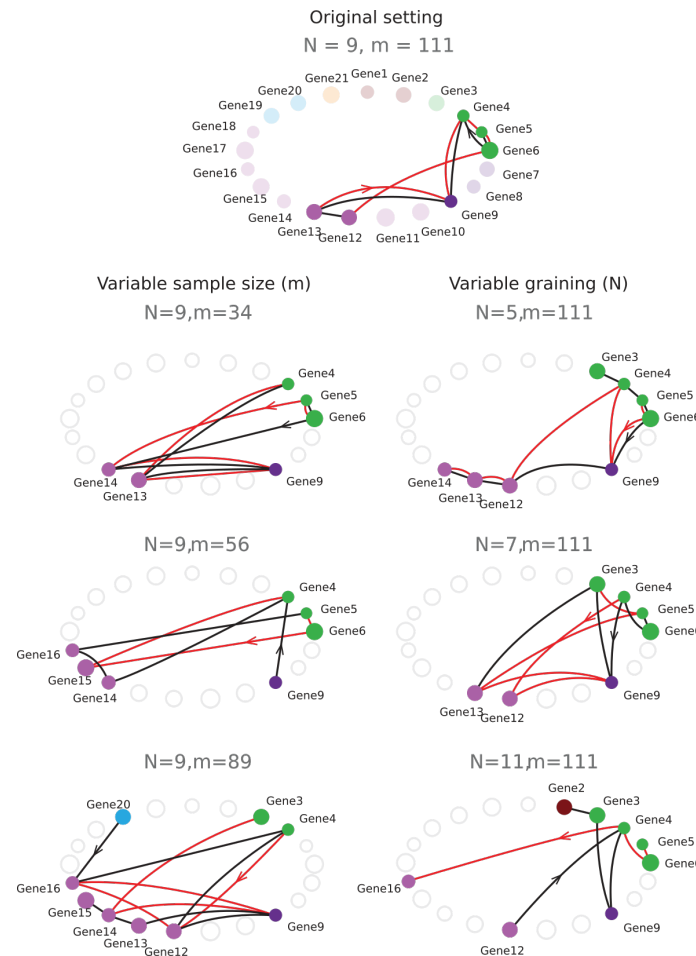 Original setting
N = 9, m = 111
Gene1
Gene2
Gene3
Gene4
Gene5
Gene6
Gene7
Gene8
Gene9
Gene10
Gene11
Gene12
Gene13
Gene14
Gene15
Gene16
Gene17
Gene18
Gene19
Gene20
Gene21
Variable sample size (m)
N=9,m=34
Gene4
Gene5
Gene6
Gene9
Gene13
Gene14
Variable graining (N)
N=5,m=111
Gene3
Gene4
Gene5
Gene6
Gene9
Gene12
Gene13
Gene14
N=9,m=56
Gene4
Gene5
Gene6
Gene9
Gene14
Gene15
Gene16
N=7,m=111
Gene3
Gene4
Gene5
Gene6
Gene9
Gene12
Gene13
N=9,m=89
Gene20
Gene3
Gene4
Gene9
Gene12
Gene13
Gene14
Gene15
Gene16
N=11,m=111
Gene2
Gene3
Gene4
Gene5
Gene6
Gene9
Gene12
Gene16